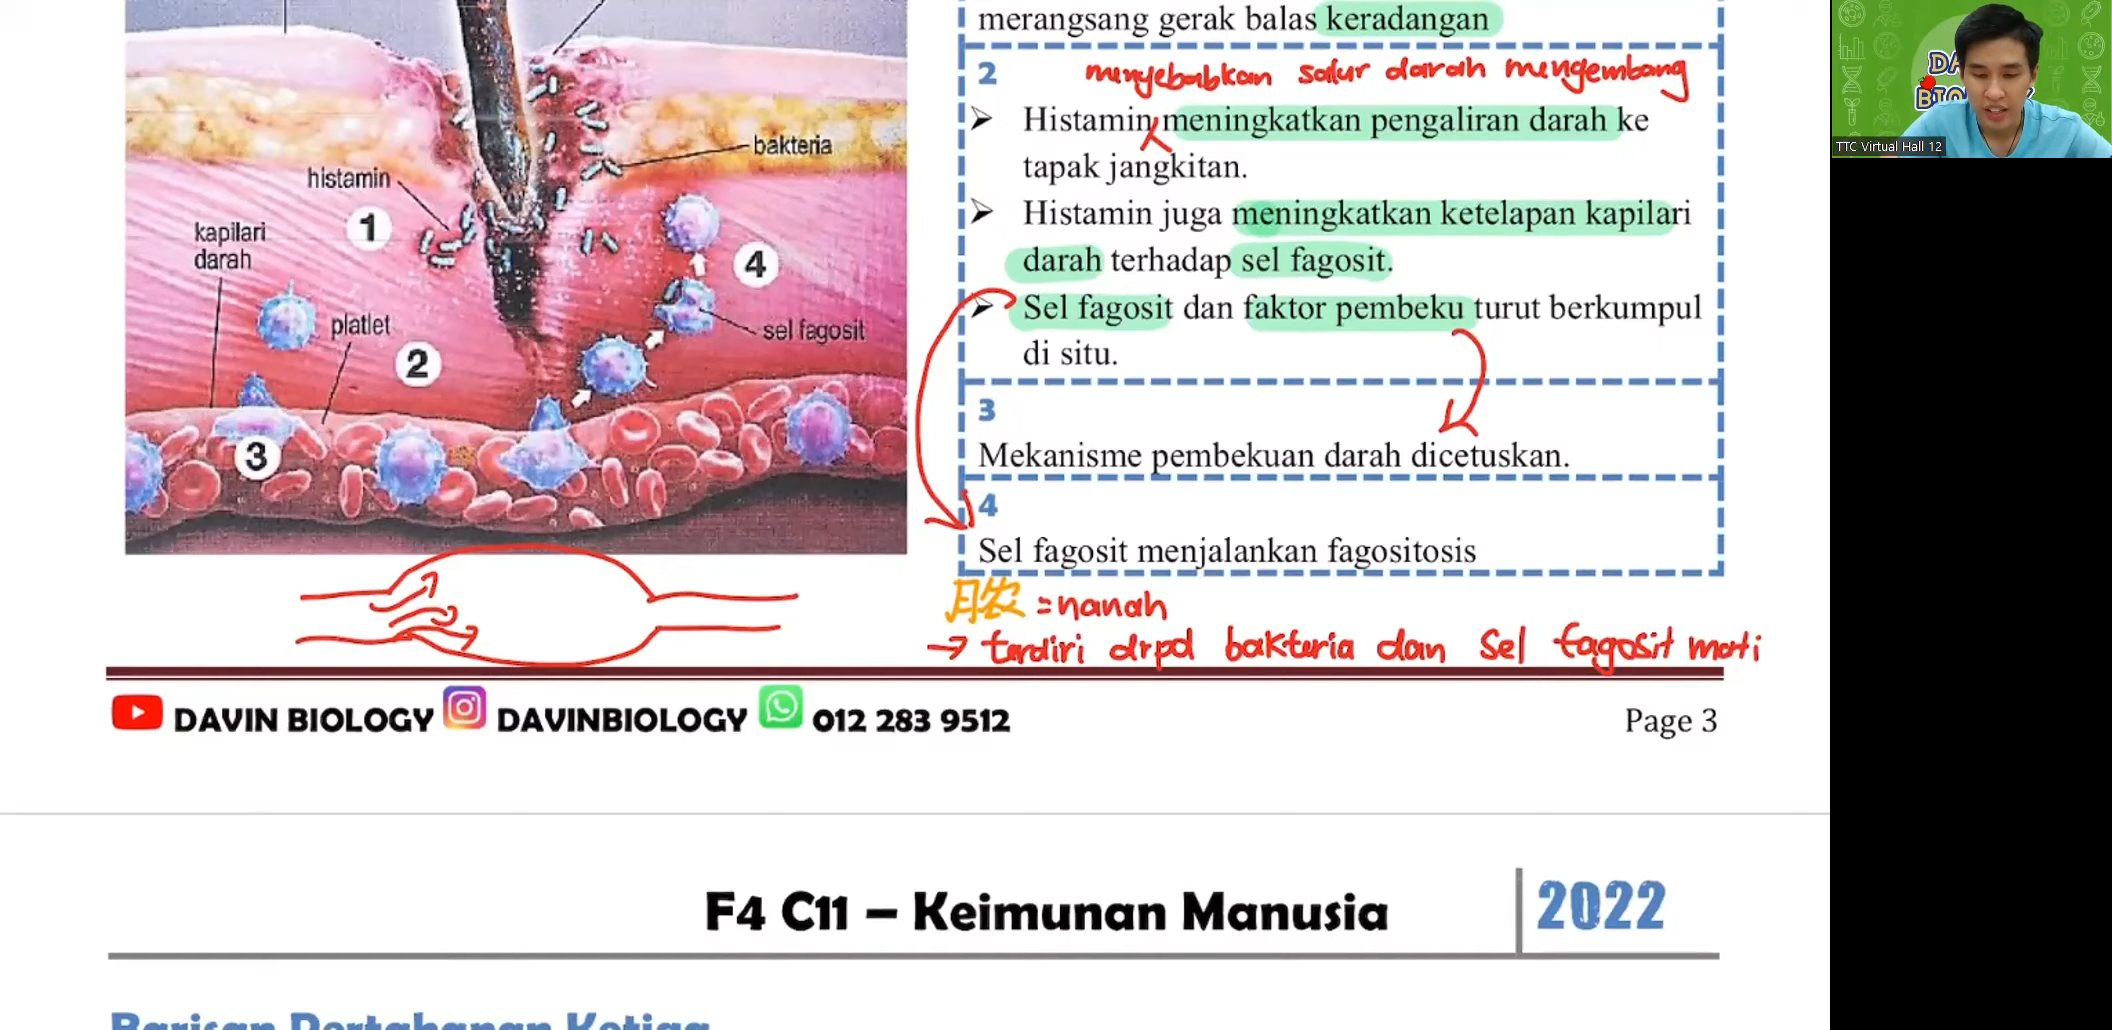 merangsang gerak balas keradangan
2
menyebabkan salur darah mengembang
➢ Histamin meningkatkan pengaliran darah ke
tapak jangkitan.
➢ Histamin juga meningkatkan ketelapan kapilari
darah terhadap sel fagosit.
➢ Sel fagosit dan faktor pembeku turut berkumpul
di situ.
3
Mekanisme pembekuan darah dicetuskan.
4
Sel fagosit menjalankan fagositosis
脓 = nanah
→ terdiri drpd bakteria dan sel fagosit mati
bakteria
histamin
1
kapilari
darah
4
platlet
sel fagosit
2
3
DAVIN BIOLOGY DAVINBIOLOGY 012 283 9512
Page 3
F4 C11 – Keimunan Manusia 2022
Barisan Pertahanan Ketiga
TTC Virtual Hall 12